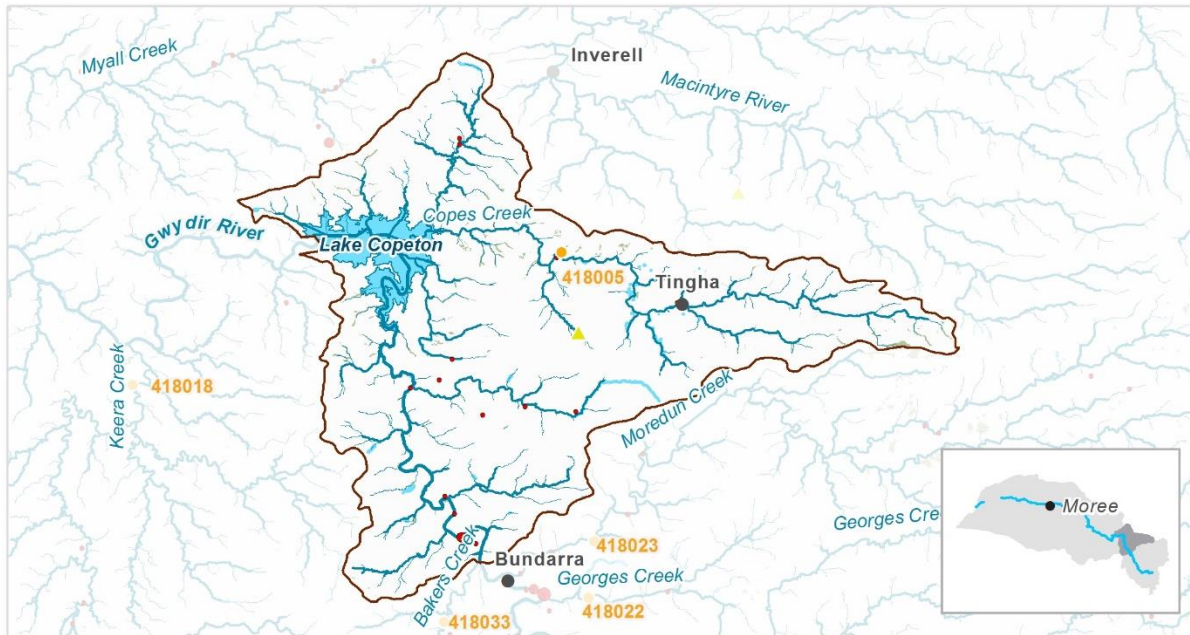 Inverell
Myall Creek
Macintyre River
Copes Creek
Gwydir River
Lake Copeton
418005
Tingha
418018
Keera Creek
Moredun Creek
Moree
Georges Cree
418023
Bundarra
Bakers Creek
Georges Creek
418022
418033